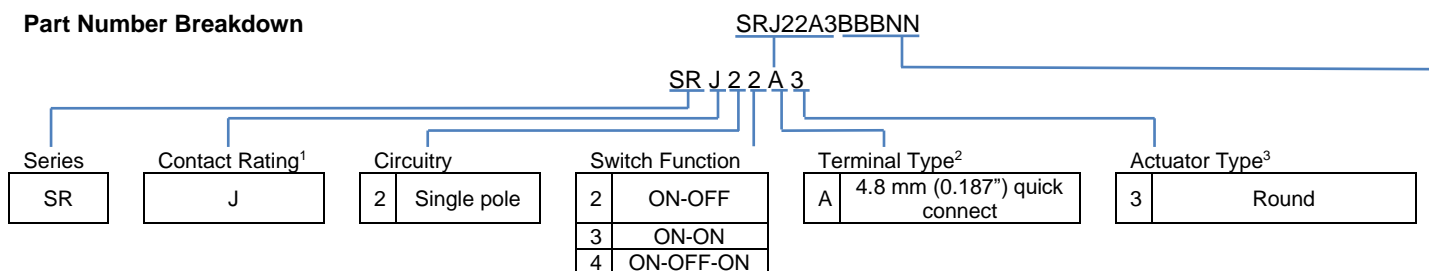 Part Number Breakdown SRJ22A3BBBNN
SR J 2 2 A 3
Series Contact Rating1 Circuitry Switch Function Terminal Type2 Actuator Type3
SR J 2 Single pole 2 ON-OFF A 4.8 mm (0.187”) quick connect 3 Round
3 ON-ON
4 ON-OFF-ON